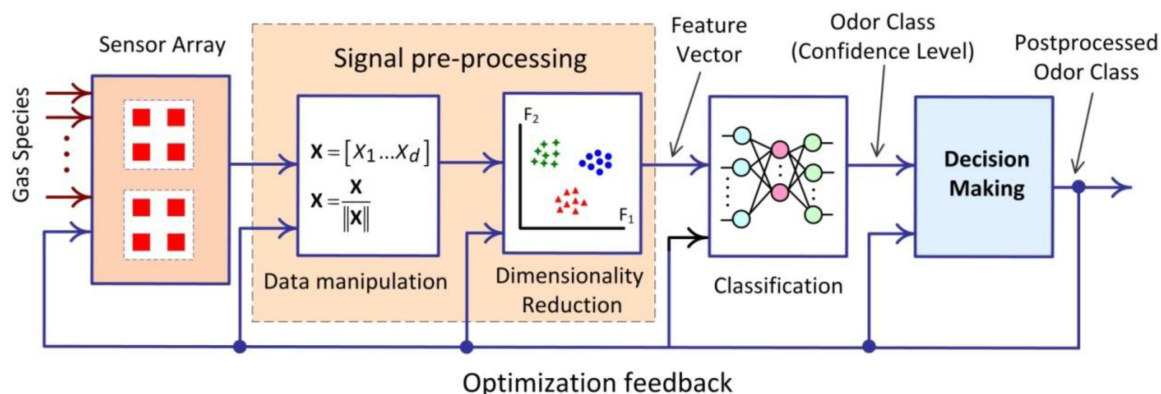 Sensor Array
Gas Species
Signal pre-processing
X = [X1 ... Xd]
X = X / ||X||
Data manipulation
F2
F1
Dimensionality
Reduction
Feature
Vector
Classification
Odor Class
(Confidence Level)
Decision
Making
Postprocessed
Odor Class
Optimization feedback